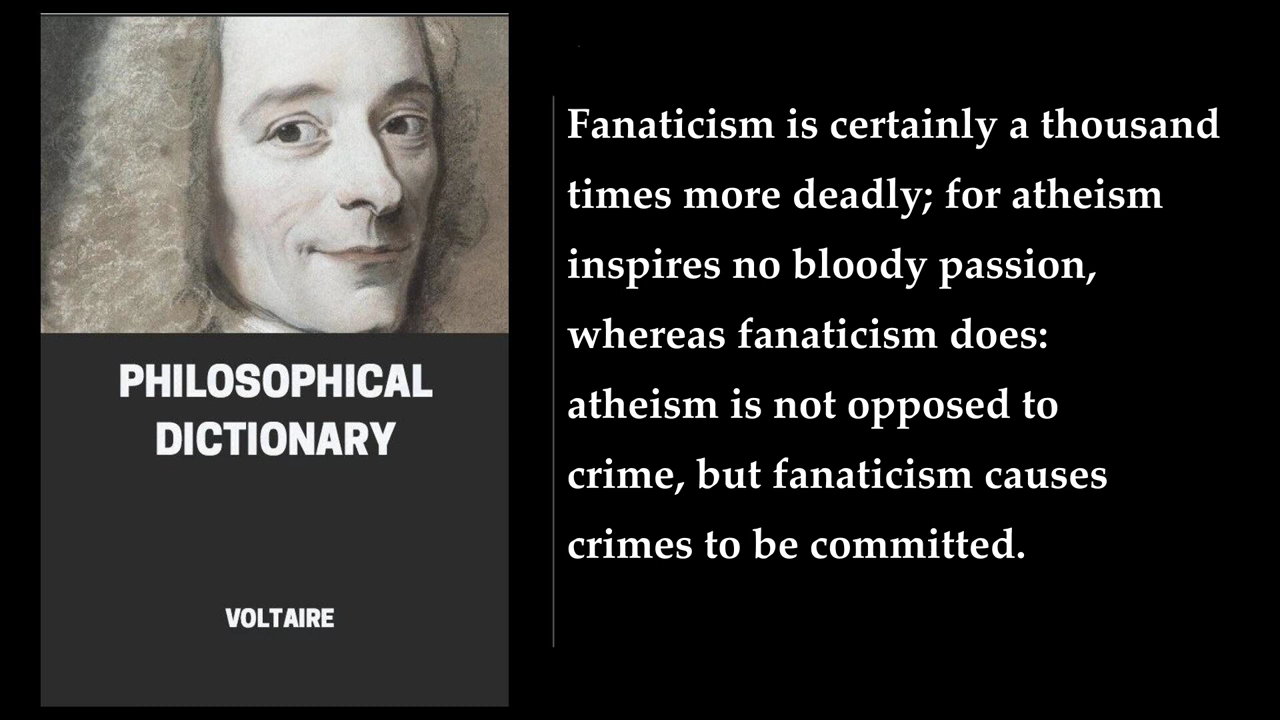 PHILOSOPHICAL
DICTIONARY
VOLTAIRE
Fanaticism is certainly a thousand
times more deadly; for atheism
inspires no bloody passion,
whereas fanaticism does:
atheism is not opposed to
crime, but fanaticism causes
crimes to be committed.